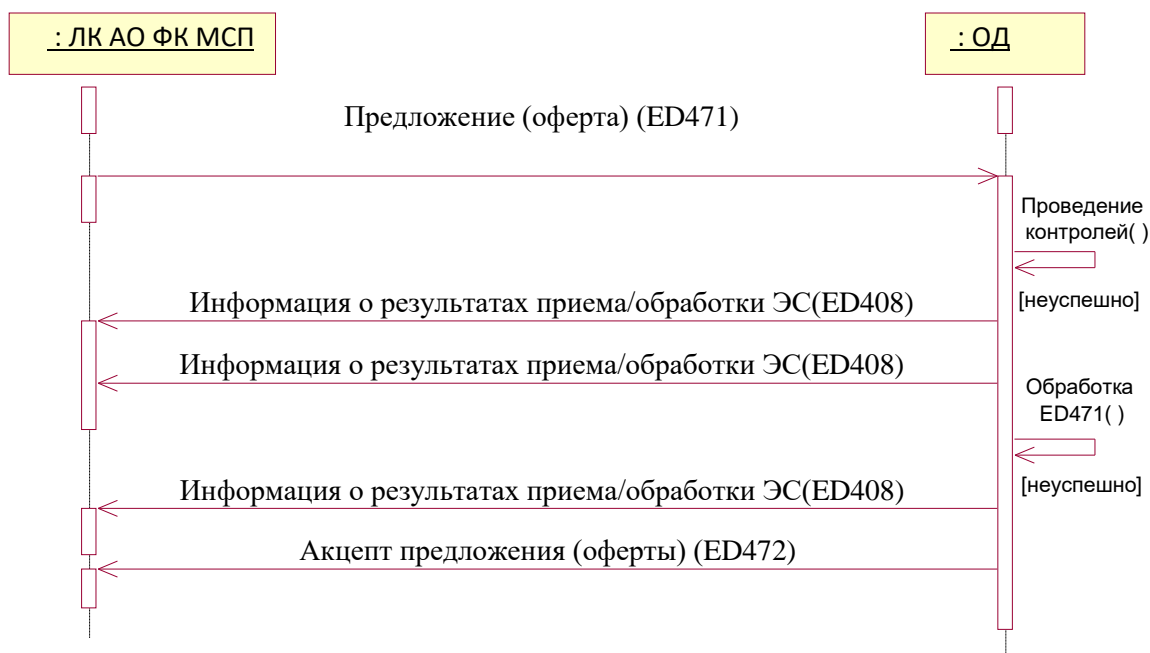 : ЛК АО ФК МСП
: ОД
Предложение (оферта) (ED471)
Проведение
контролей( )
Информация о результатах приема/обработки ЭС(ED408)
[неуспешно]
Информация о результатах приема/обработки ЭС(ED408)
Обработка
ED471( )
Информация о результатах приема/обработки ЭС(ED408)
[неуспешно]
Акцепт предложения (оферты) (ED472)